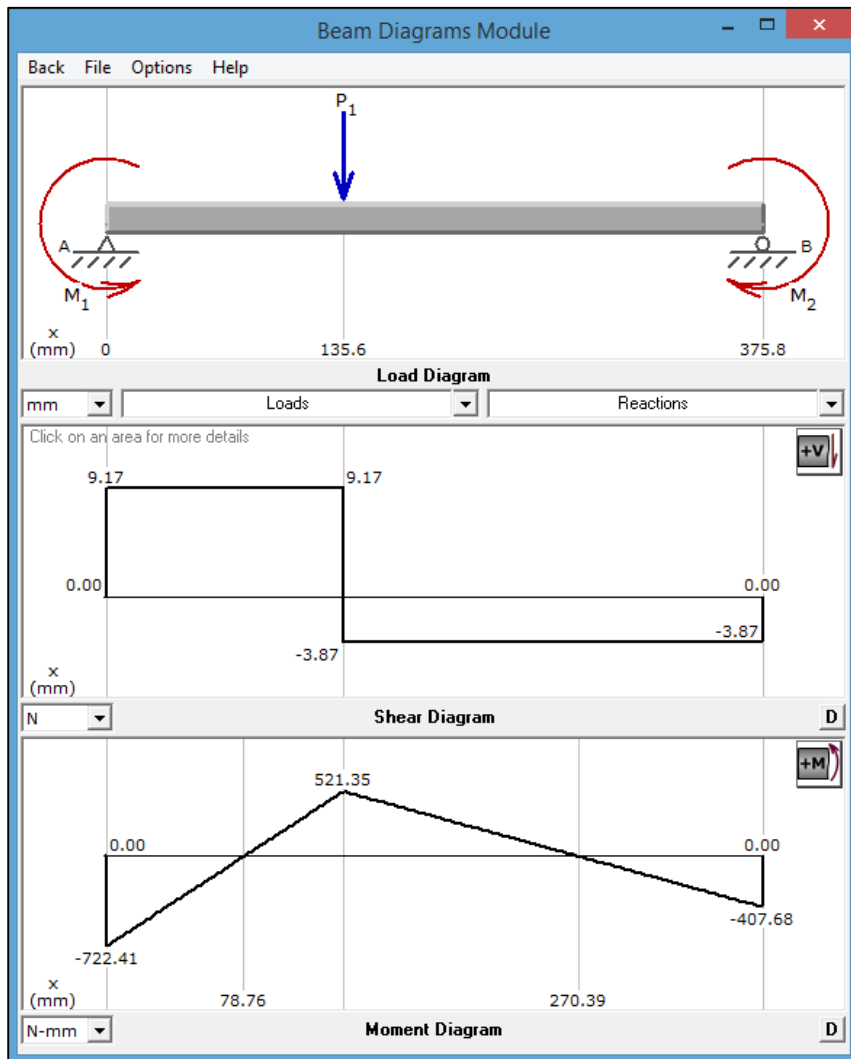 Beam Diagrams Module
Back File Options Help
P1
A B
M1 M2
x
(mm) 0 135.6 375.8
Load Diagram
mm Loads Reactions
Click on an area for more details
+V
9.17 9.17
0.00 0.00
-3.87 -3.87
x
(mm)
N Shear Diagram D
+M
521.35
0.00 0.00
-407.68
-722.41
x
(mm) 78.76 270.39
N-mm Moment Diagram D